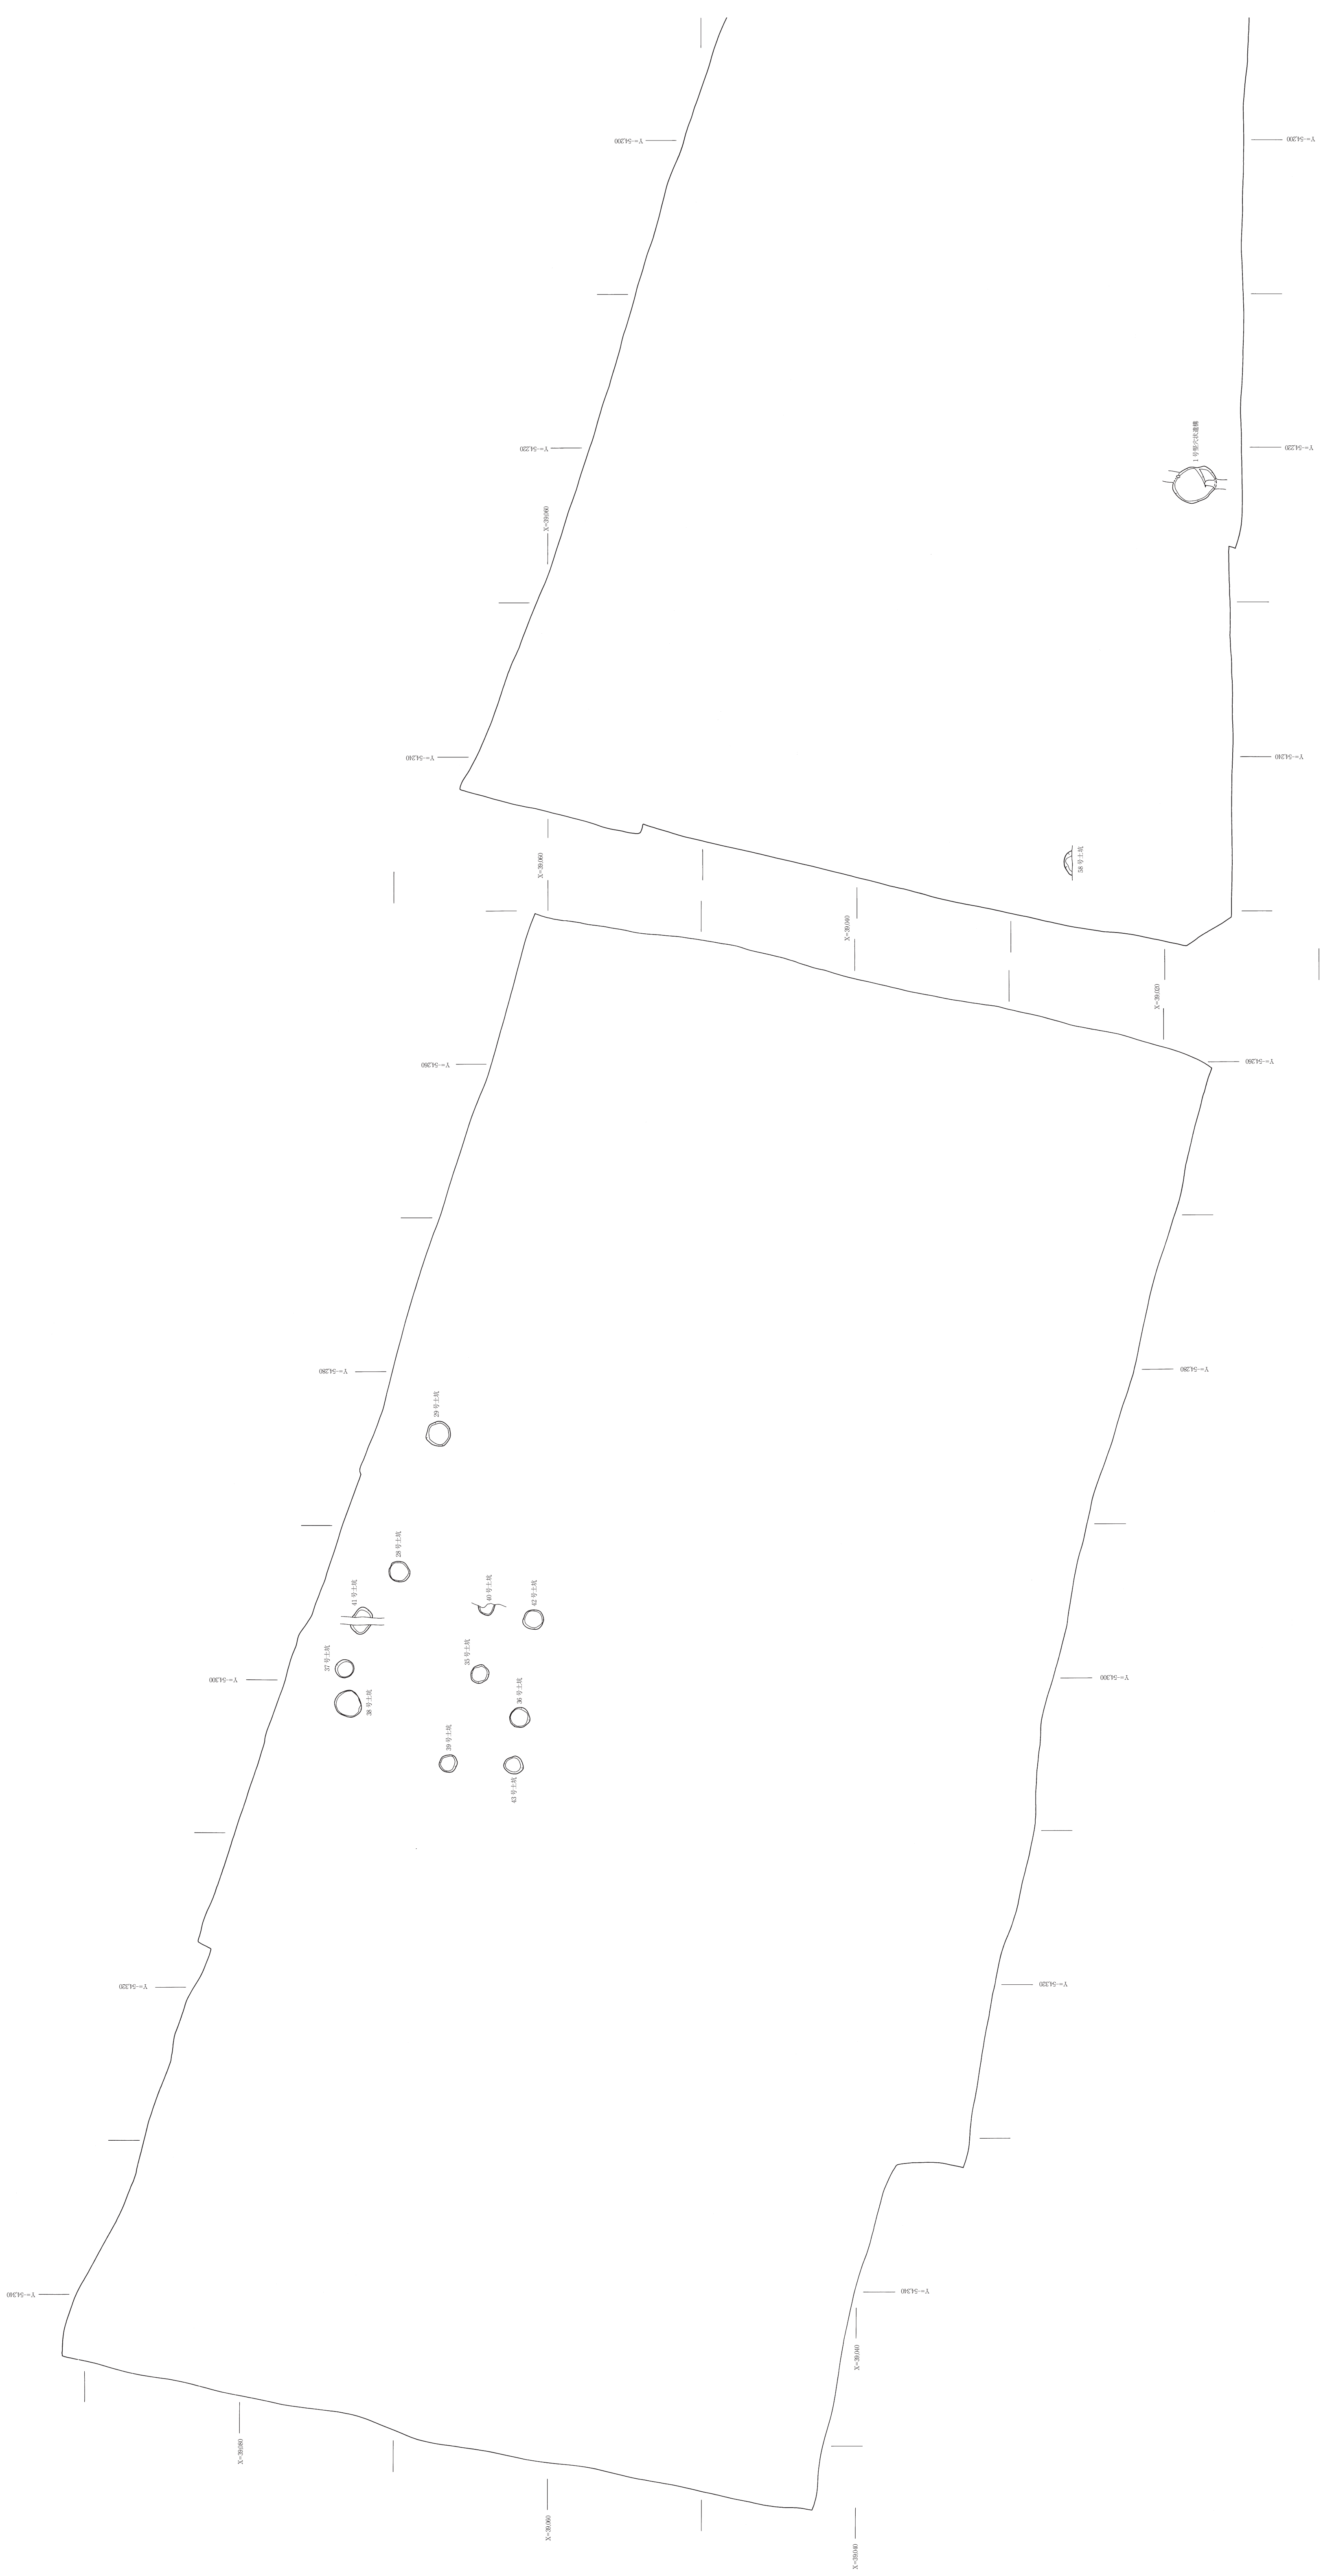 Y=-54,200
Y=-54,200
1号竪穴状遺構
Y=-54,220
Y=-54,220
X=39,060
Y=-54,240
Y=-54,240
X=39,060
58号土坑
X=39,040
X=39,020
Y=-54,260
Y=-54,260
Y=-54,280
Y=-54,280
29号土坑
28号土坑
41号土坑
40号土坑
42号土坑
37号土坑
35号土坑
Y=-54,300
Y=-54,300
38号土坑
36号土坑
39号土坑
43号土坑
Y=-54,320
Y=-54,320
Y=-54,340
Y=-54,340
X=39,040
X=39,080
X=39,060
X=39,040